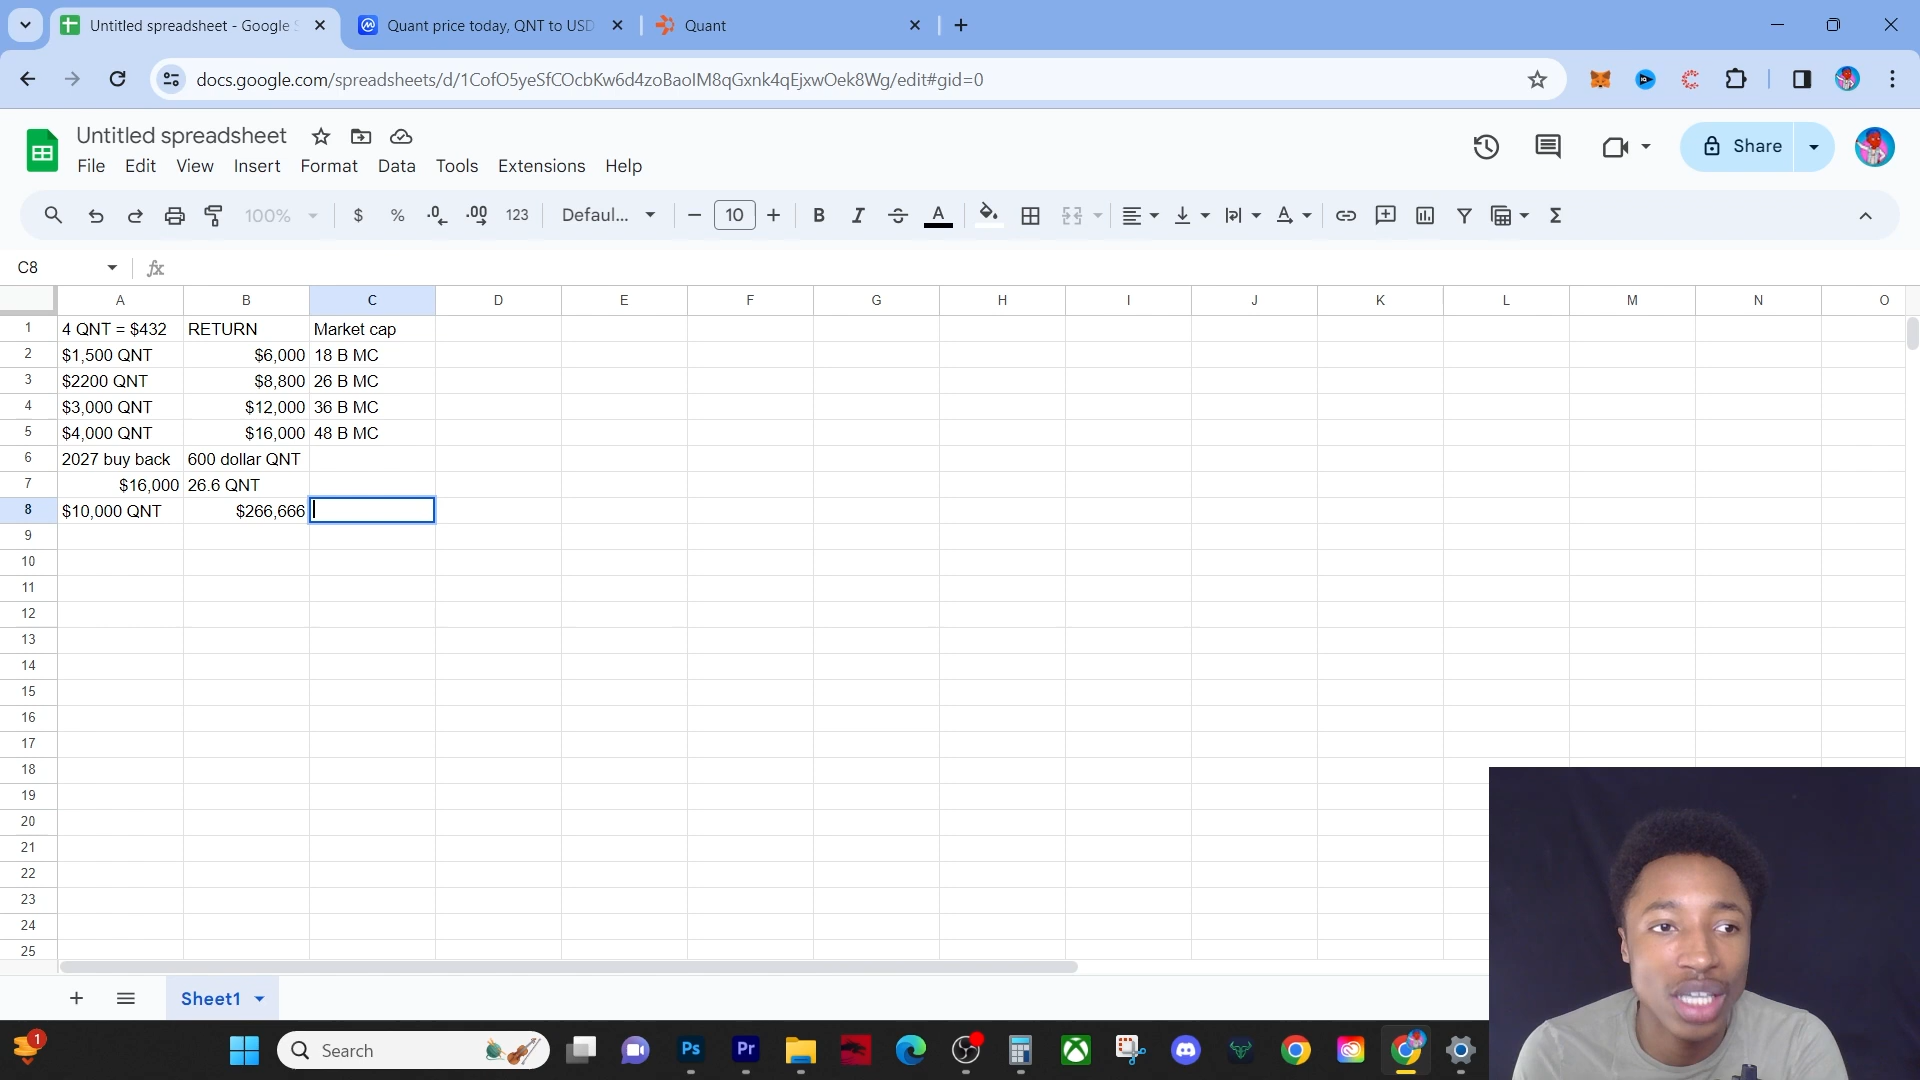 Untitled spreadsheet - Google S
Quant price today, QNT to USD
Quant
docs.google.com/spreadsheets/d/1CofO5yeSfCOcbKw6d4zoBaoIM8qGxnk4qEjxwOek8Wg/edit#gid=0
Untitled spreadsheet
File Edit View Insert Format Data Tools Extensions Help
Share
100% $ % .0 .00 123 Defaul... 10 B I A
C8 fx
A B C D E F G H I J K L M N O
1 4 QNT = $432 RETURN Market cap
2 $1,500 QNT $6,000 18 B MC
3 $2200 QNT $8,800 26 B MC
4 $3,000 QNT $12,000 36 B MC
5 $4,000 QNT $16,000 48 B MC
6 2027 buy back 600 dollar QNT
7 $16,000 26.6 QNT
8 $10,000 QNT $266,666
9
10
11
12
13
14
15
16
17
18
19
20
21
22
23
24
25
Sheet1
1
Search
Ps
Pr